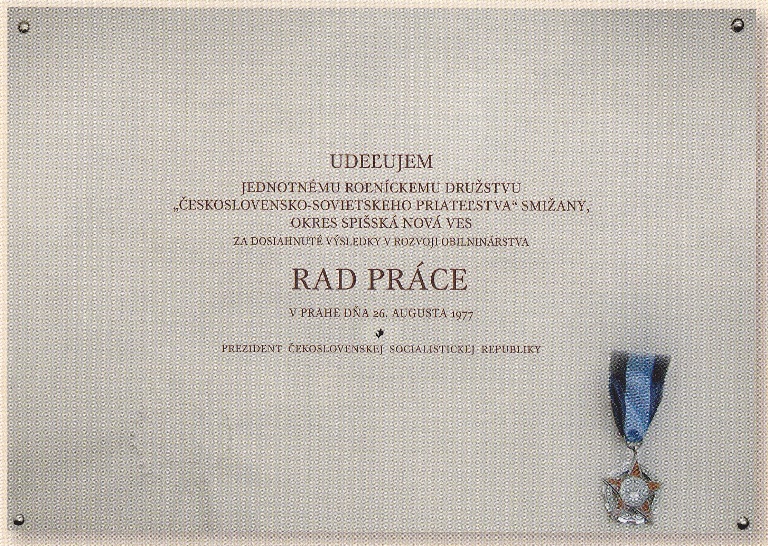 UDEĽUJEM
JEDNOTNÉMU ROĽNÍCKEMU DRUŽSTVU
„ČESKOSLOVENSKO-SOVIETSKEHO PRIATEĽSTVA“ SMIŽANY,
OKRES SPIŠSKÁ NOVÁ VES
ZA DOSIAHNUTÉ VÝSLEDKY V ROZVOJI OBILNINÁRSTVA
RAD PRÁCE
V PRAHE DŇA 26. AUGUSTA 1977
PREZIDENT ČEKOSLOVENSKEJ SOCIALISTICKEJ REPUBLIKY